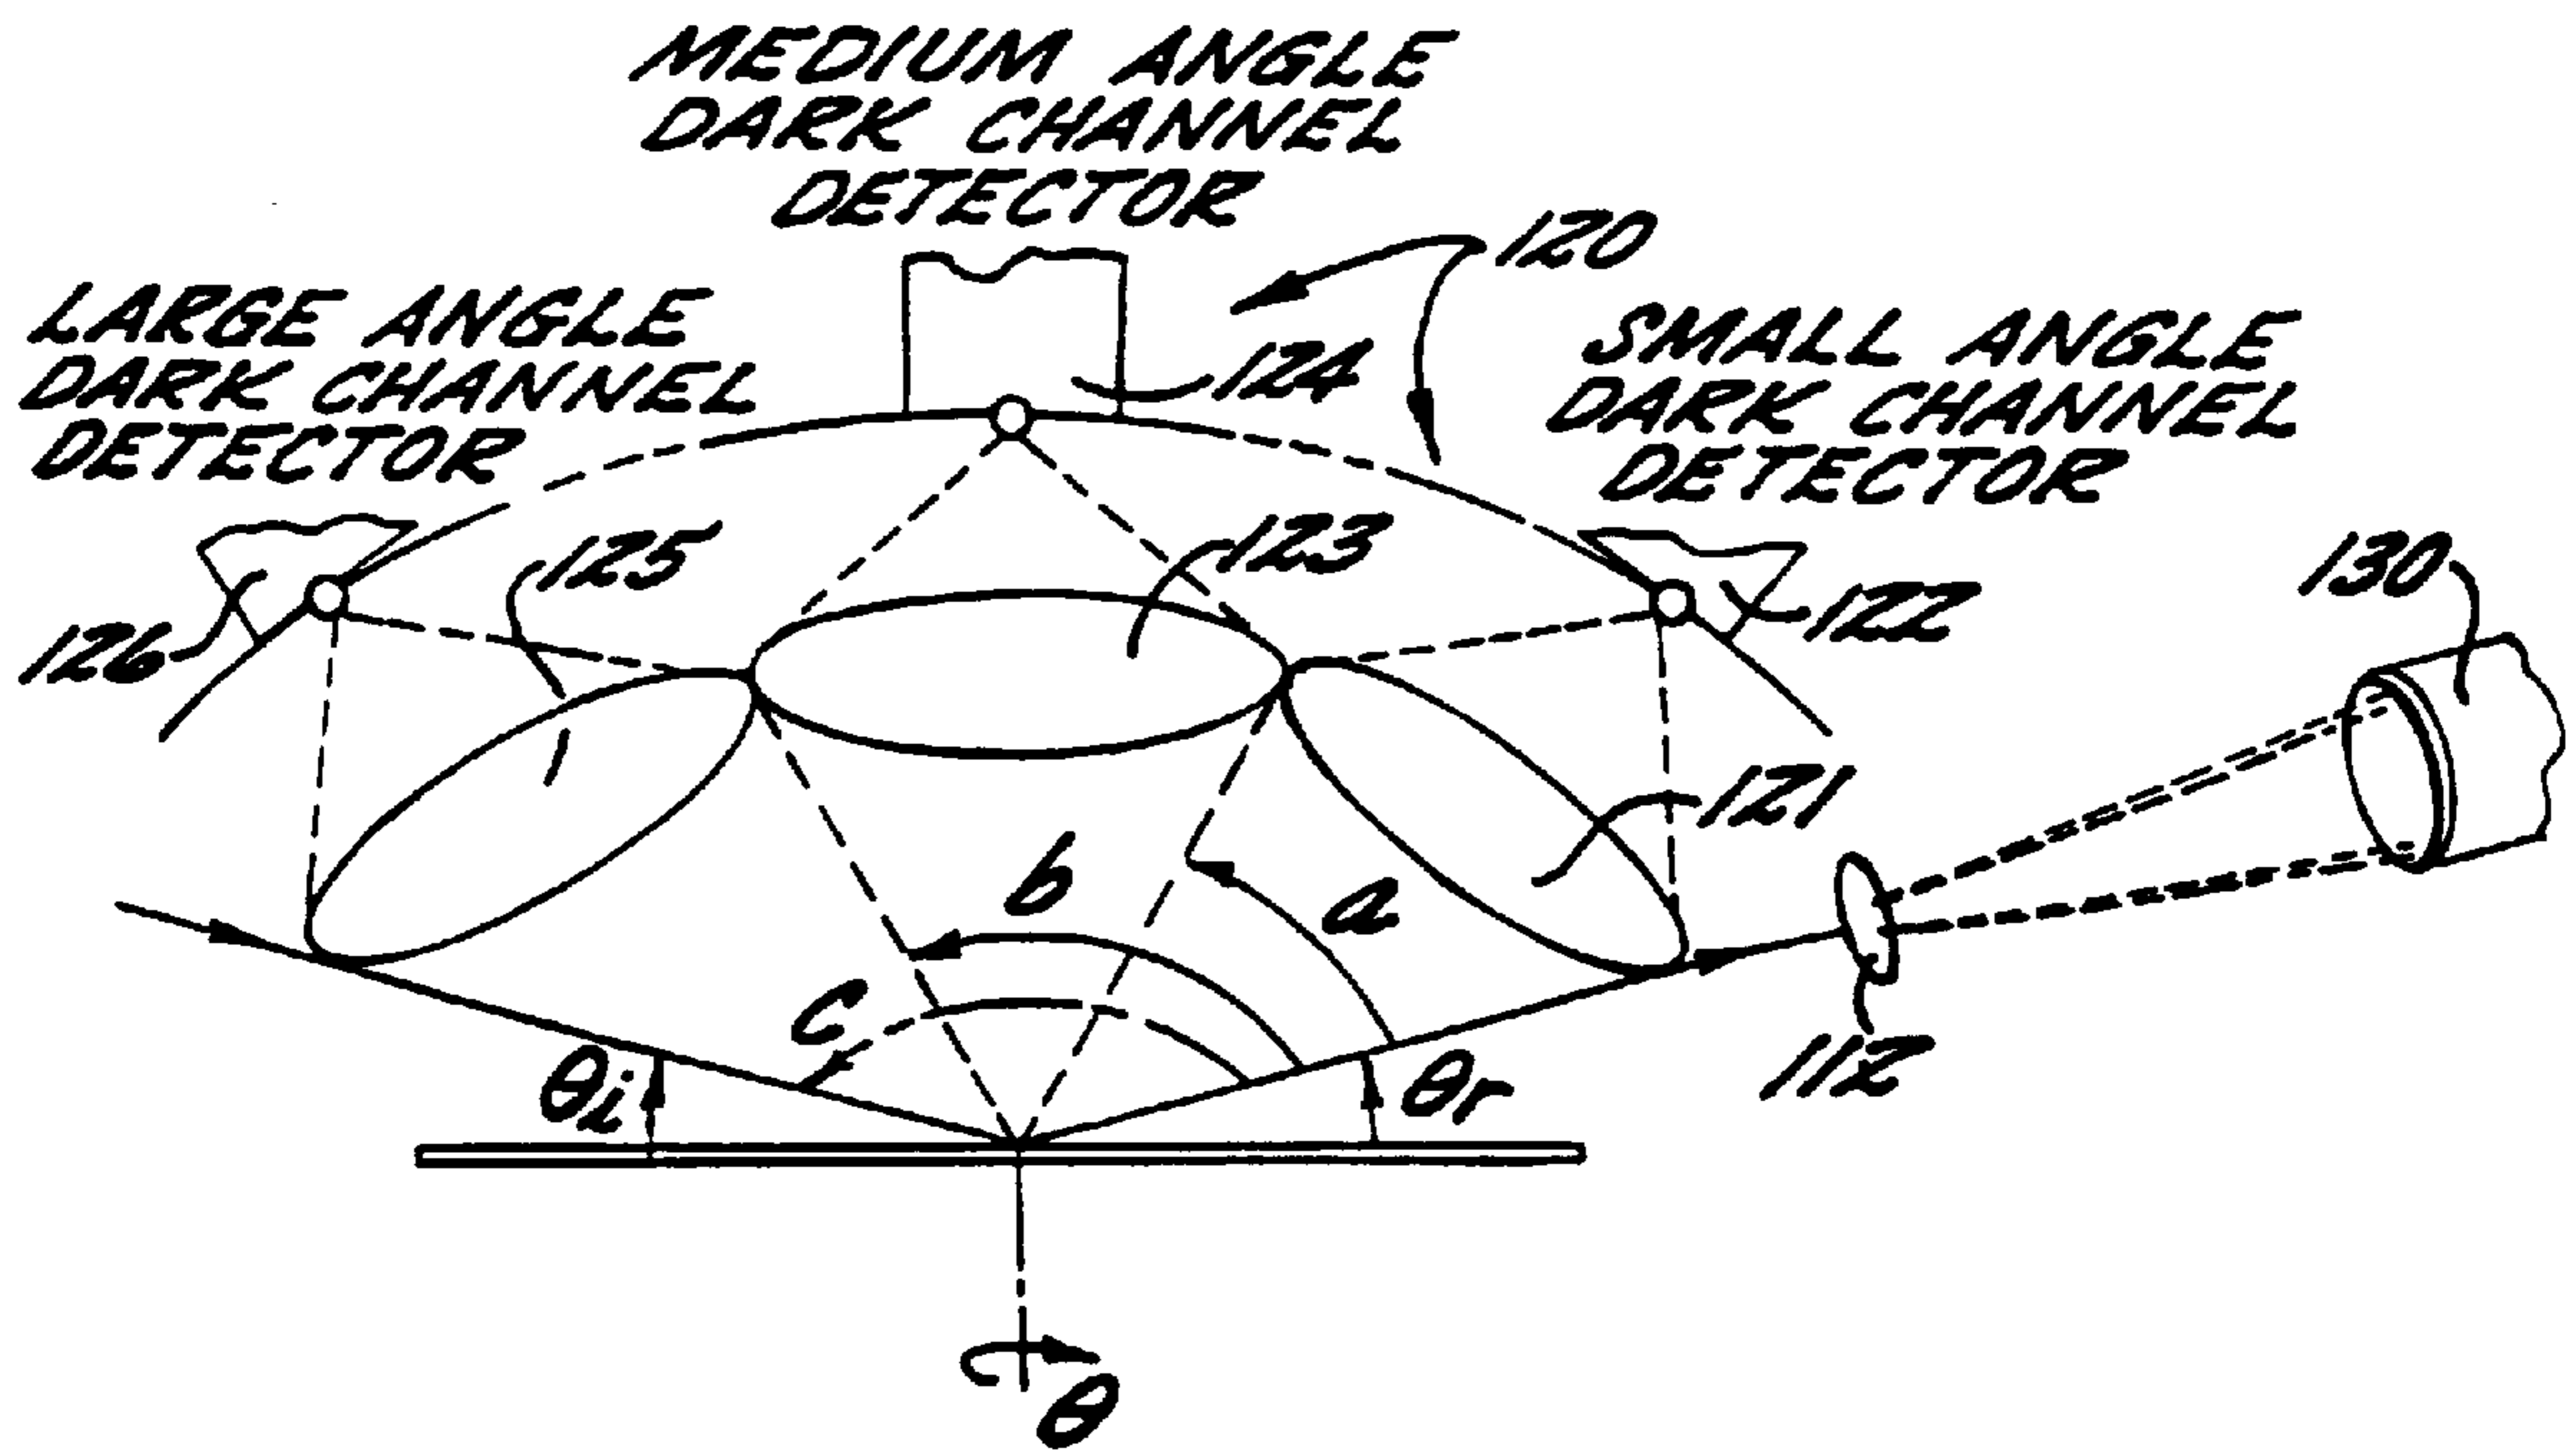 MEDIUM ANGLE
DARK CHANNEL
DETECTOR
120
LARGE ANGLE
DARK CHANNEL
DETECTOR
124
SMALL ANGLE
DARK CHANNEL
DETECTOR
125
123
130
126
122
121
b
a
c
θi
θr
112
θ